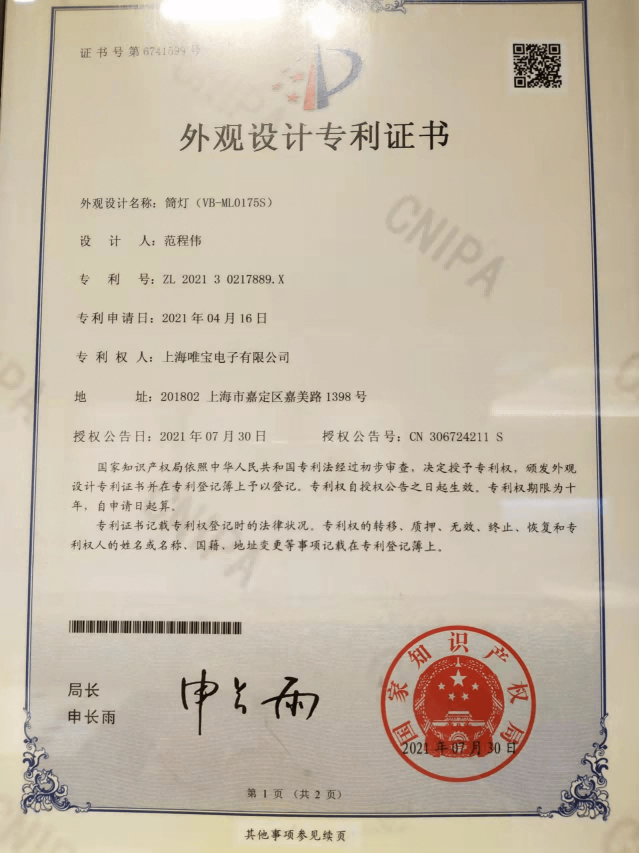 证书号第6741599号
外观设计专利证书
外观设计名称：筒灯（VB-ML0175S）
设 计 人：范程伟
专 利 号：ZL 2021 3 0217889.X
专利申请日：2021年04月16日
专 利 权 人：上海唯宝电子有限公司
地 址：201802 上海市嘉定区嘉美路1398号
授权公告日：2021年07月30日 授权公告号：CN 306724211 S
国家知识产权局依照中华人民共和国专利法经过初步审查，决定授予专利权，颁发外观
设计专利证书并在专利登记簿上予以登记。专利权自授权公告之日起生效。专利权期限为十
年，自申请日起算。
专利证书记载专利权登记时的法律状况。专利权的转移、质押、无效、终止、恢复和专
利权人的姓名或名称、国籍、地址变更等事项记载在专利登记簿上。
局长
申长雨
申长雨
国家知识产权局
2021年07月30日
第 1 页 （共 2 页）
其他事项参见续页
CNIPA
CNIPA
CNIPA
CNIPA